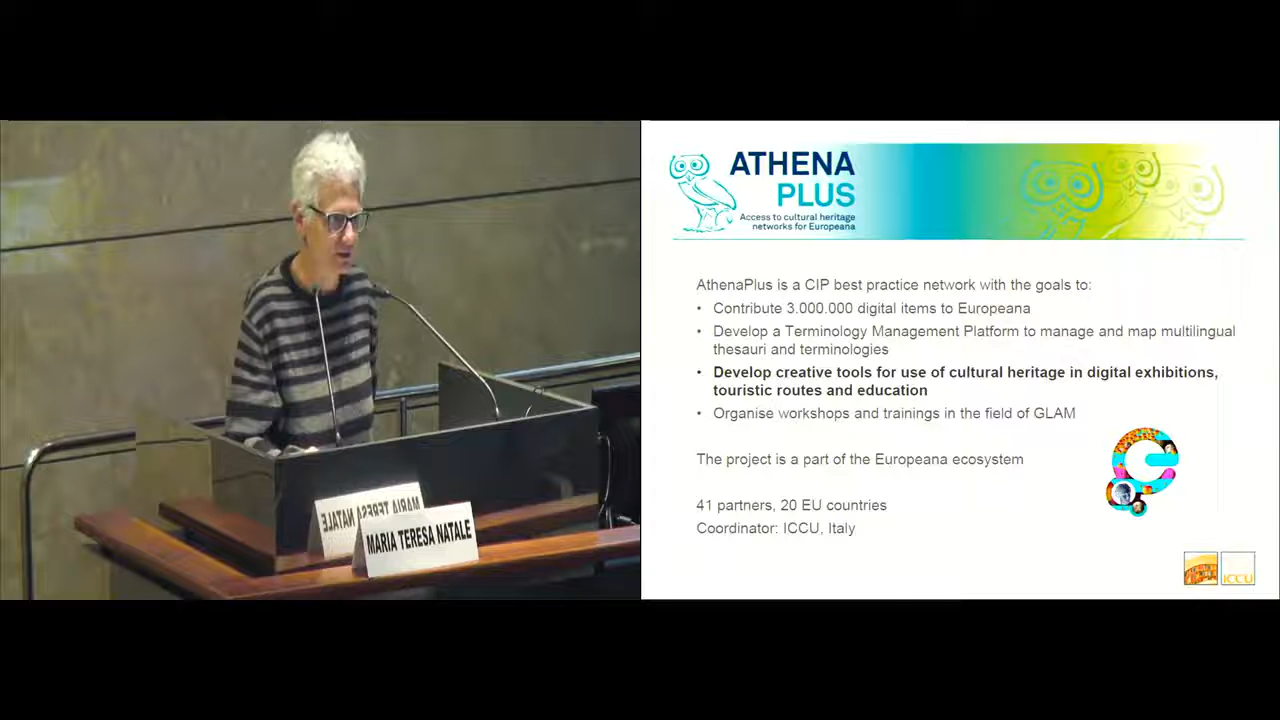 MARIA TERESA NATALE
MARIA TERESA NATALE
ATHENA
PLUS
Access to cultural heritage
networks for Europeana
AthenaPlus is a CIP best practice network with the goals to:
• Contribute 3.000.000 digital items to Europeana
• Develop a Terminology Management Platform to manage and map multilingual
thesauri and terminologies
• Develop creative tools for use of cultural heritage in digital exhibitions,
touristic routes and education
• Organise workshops and trainings in the field of GLAM
The project is a part of the Europeana ecosystem
41 partners, 20 EU countries
Coordinator: ICCU, Italy
ICCU